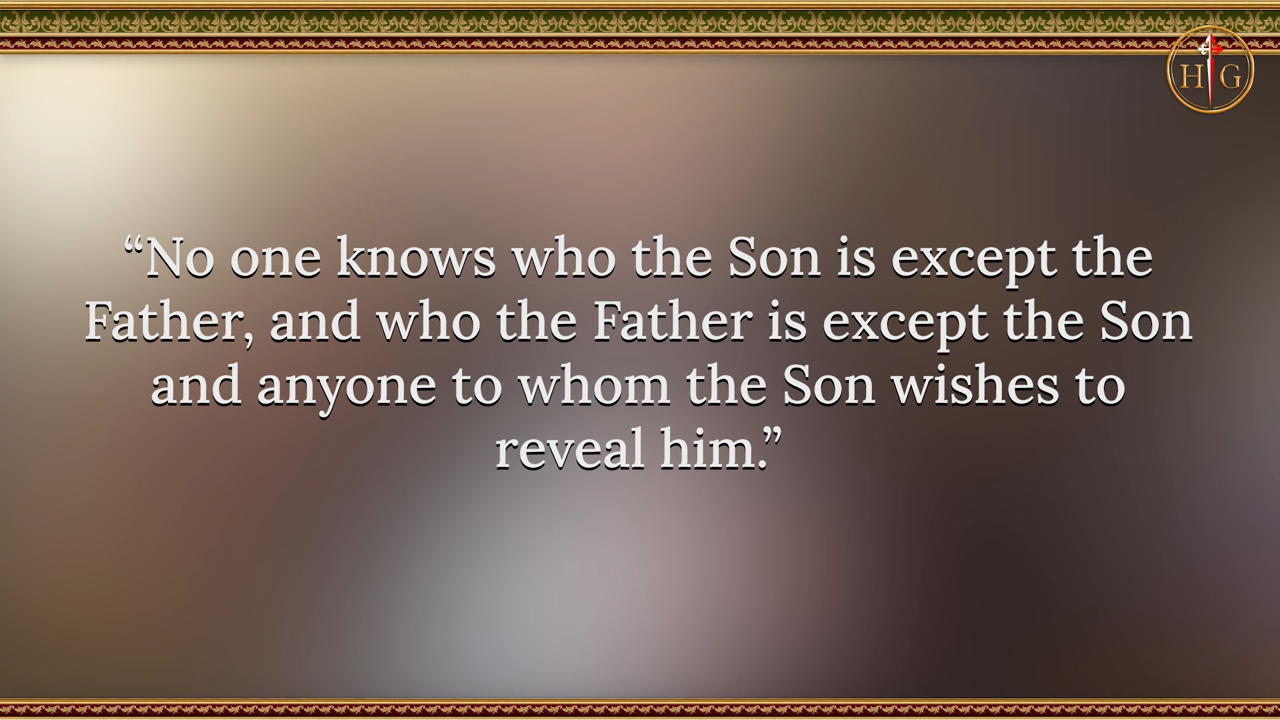 H G
“No one knows who the Son is except the
Father, and who the Father is except the Son
and anyone to whom the Son wishes to
reveal him.”